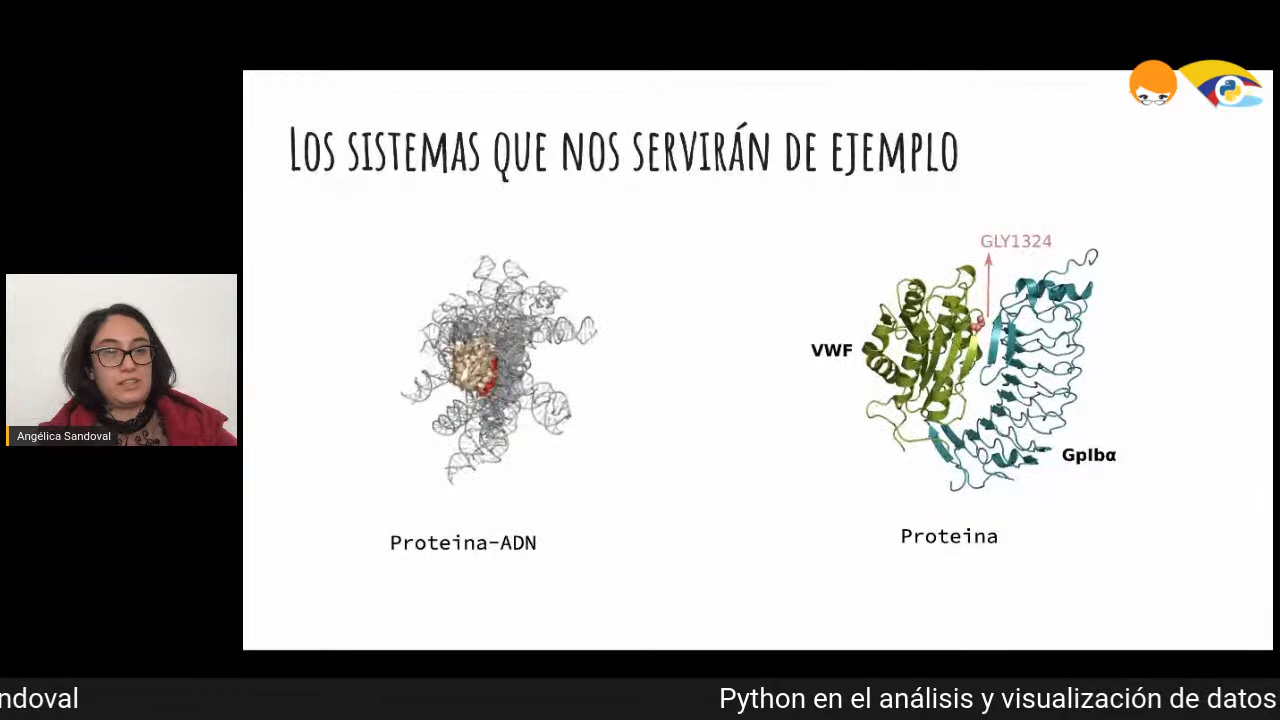 Los sistemas que nos servirán de ejemplo
GLY1324
VWF
GpIbα
Proteina-ADN
Proteina
Angélica Sandoval
ndoval
Python en el análisis y visualización de datos